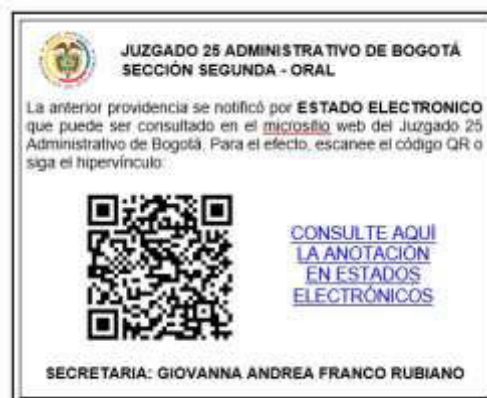 JUZGADO 25 ADMINISTRATIVO DE BOGOTÁ
SECCIÓN SEGUNDA - ORAL
La anterior providencia se notificó por ESTADO ELECTRONICO
que puede ser consultado en el micrositio web del Juzgado 25
Administrativo de Bogotá. Para el efecto, escanee el código QR o
siga el hipervínculo:
CONSULTE AQUÍ
LA ANOTACIÓN
EN ESTADOS
ELECTRÓNICOS
SECRETARIA: GIOVANNA ANDREA FRANCO RUBIANO